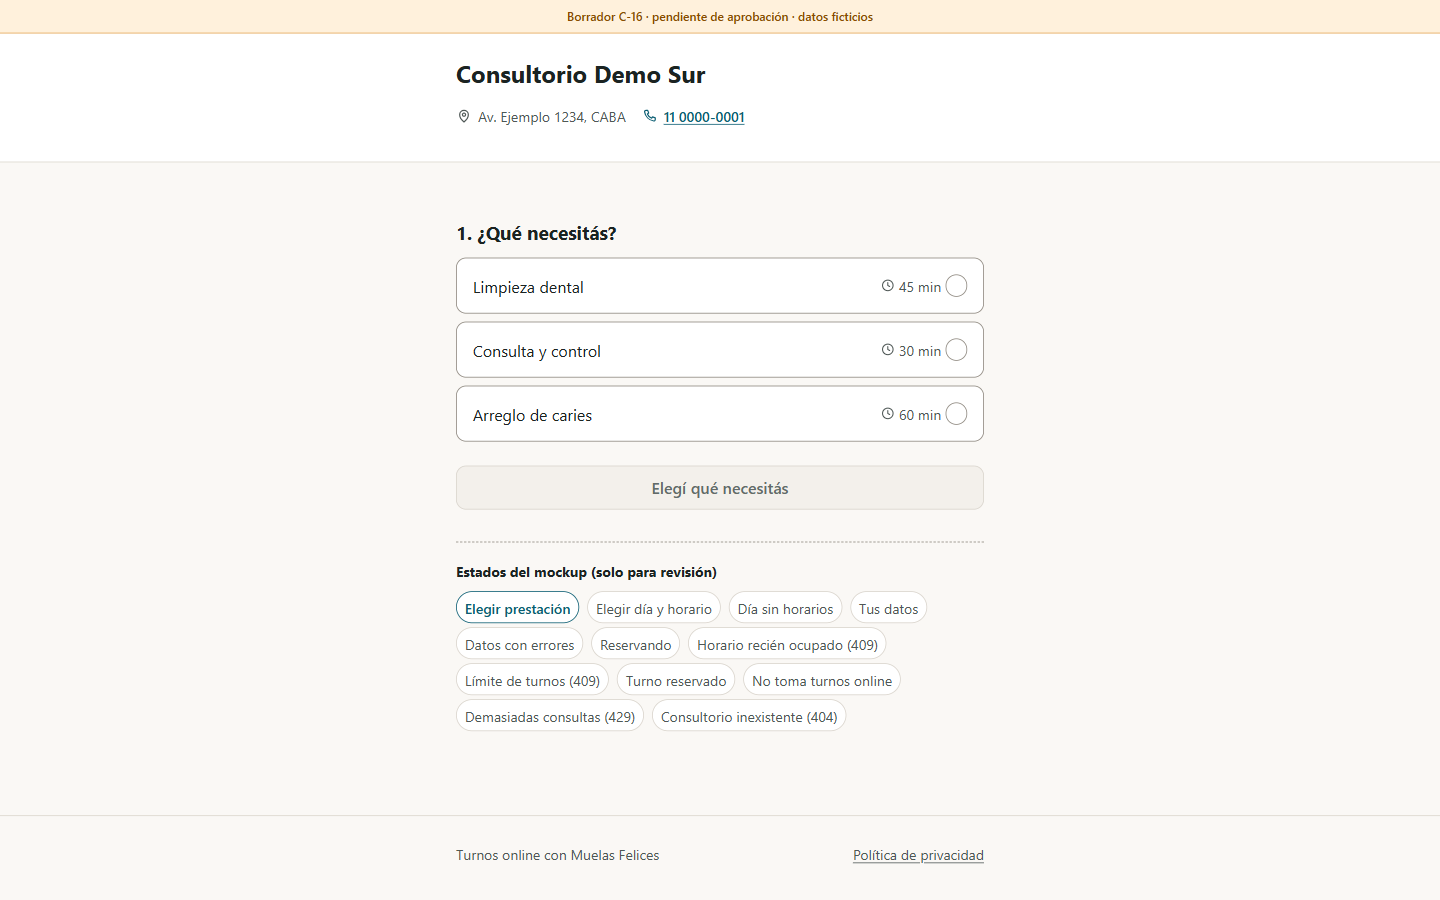 Borrador C-16 · pendiente de aprobación · datos ficticios
Consultorio Demo Sur
Av. Ejemplo 1234, CABA 11 0000-0001
1. ¿Qué necesitás?
Limpieza dental 45 min
Consulta y control 30 min
Arreglo de caries 60 min
Elegí qué necesitás
Estados del mockup (solo para revisión)
Elegir prestación Elegir día y horario Día sin horarios Tus datos
Datos con errores Reservando Horario recién ocupado (409)
Límite de turnos (409) Turno reservado No toma turnos online
Demasiadas consultas (429) Consultorio inexistente (404)
Turnos online con Muelas Felices Política de privacidad